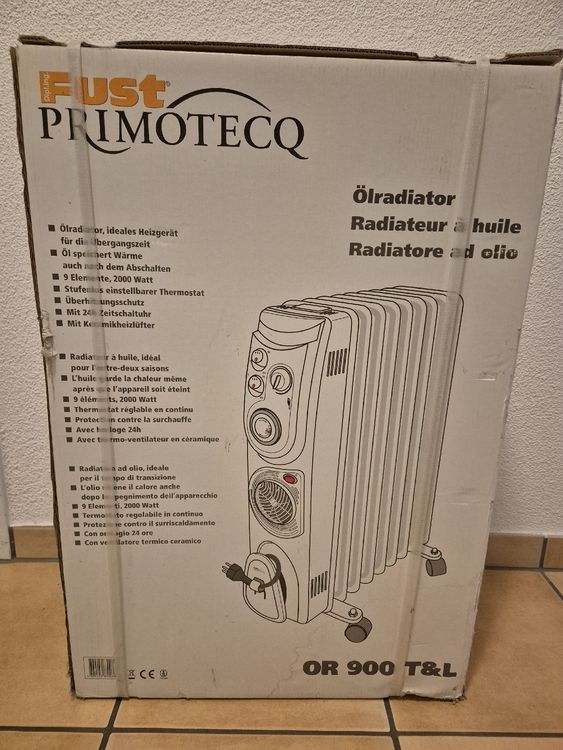 Dipl.Ing.
Fust®
PRIMOTECQ
Ölradiator
Radiateur à huile
Radiatore ad olio
Ölradiator, ideales Heizgerät
für die Übergangszeit
Öl speichert Wärme
auch nach dem Abschalten
9 Elemente, 2000 Watt
Stufenlos einstellbarer Thermostat
Überhitzungsschutz
Mit 24h Zeitschaltuhr
Mit Keramikheizlüfter
Radiateur à huile, idéal
pour l'entre-deux saisons
L'huile garde la chaleur même
après que l'appareil soit éteint
9 éléments, 2000 Watt
Thermostat réglable en continu
Protection contre la surchauffe
Avec horloge 24h
Avec thermo-ventilateur en céramique
Radiatore ad olio, ideale
per il tempo di transizione
L'olio ritiene il calore anche
dopo lo spegnimento dell'apparecchio
9 Elementi, 2000 Watt
Termostato regolabile in continuo
Protezione contro il surriscaldamento
Con orologio 24 ore
Con ventilatore termico ceramico
CE
OR 900 T&L